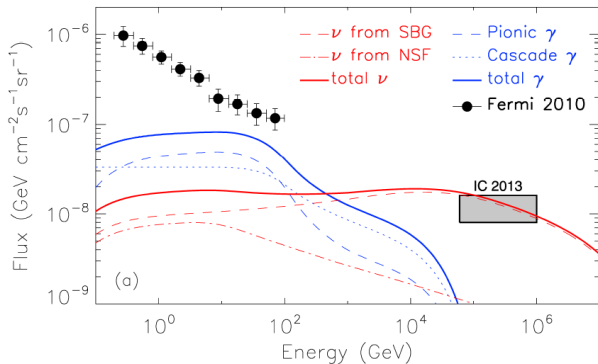 ν from SBG
ν from NSF
total ν
Pionic γ
Cascade γ
total γ
Fermi 2010
IC 2013
(a)
Flux (GeV cm⁻²s⁻¹sr⁻¹)
10⁻⁶
10⁻⁷
10⁻⁸
10⁻⁹
10⁰ 10² 10⁴ 10⁶
Energy (GeV)